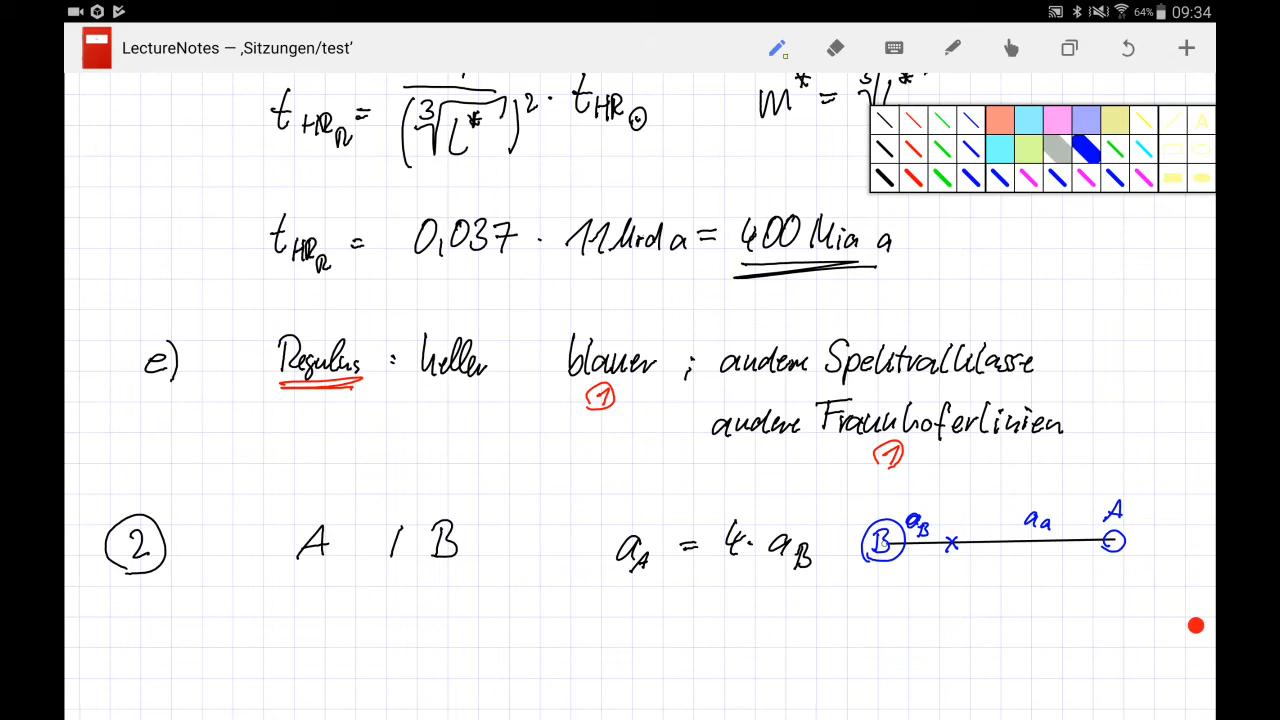 64% 09:34
LectureNotes — ‚Sitzungen/test'
t_HR_R = 1/(∛L*)² · t_HR_⊙ m* = ∛L*
t_HR_R = 0,037 · 11 Mrd a = 400 Mia a
e) Regulus : heller blauer ; andere Spektralklasse
①
andere Fraunhoferlinien
①
② A / B a_A = 4 · a_B B a_B a_a A